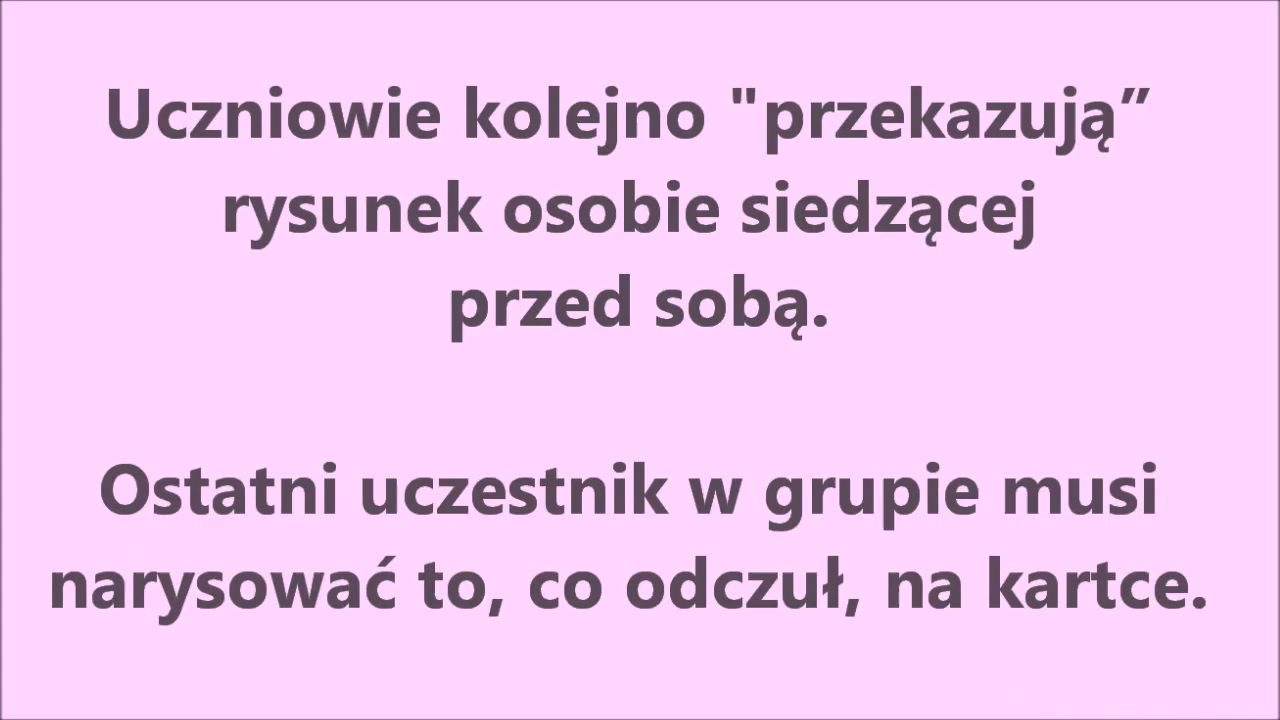 Uczniowie kolejno "przekazują”
rysunek osobie siedzącej
przed sobą.
Ostatni uczestnik w grupie musi
narysować to, co odczuł, na kartce.